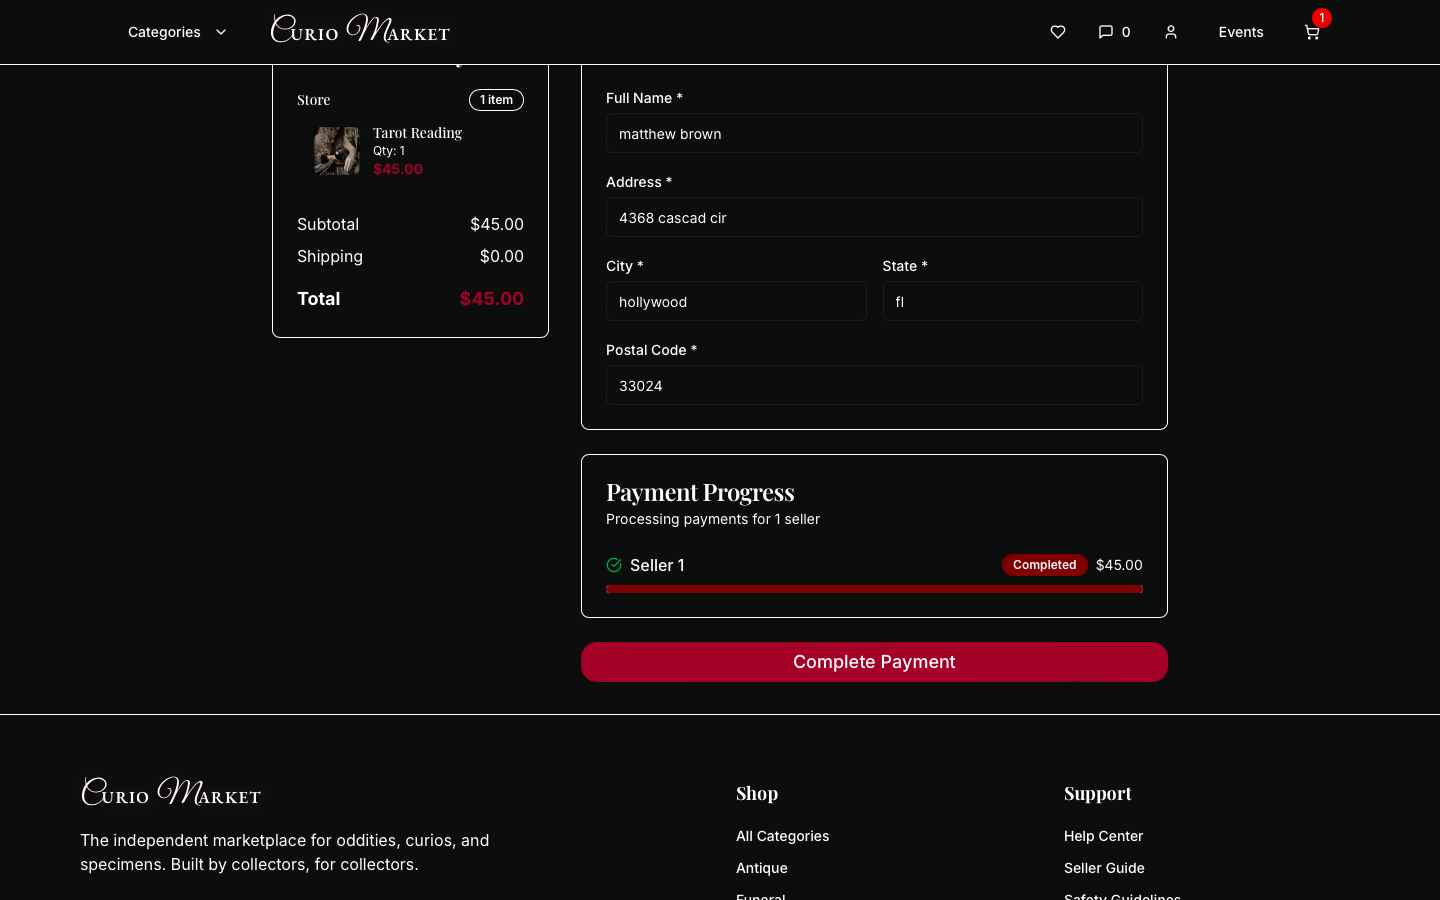 Categories
Curio Market
0
Events
1
Store
1 item
Tarot Reading
Qty: 1
$45.00
Subtotal
$45.00
Shipping
$0.00
Total
$45.00
Full Name *
matthew brown
Address *
4368 cascad cir
City *
State *
hollywood
fl
Postal Code *
33024
Payment Progress
Processing payments for 1 seller
Seller 1
Completed
$45.00
Complete Payment
Curio Market
The independent marketplace for oddities, curios, and
specimens. Built by collectors, for collectors.
Shop
All Categories
Antique
Funeral
Support
Help Center
Seller Guide
Safety Guidelines